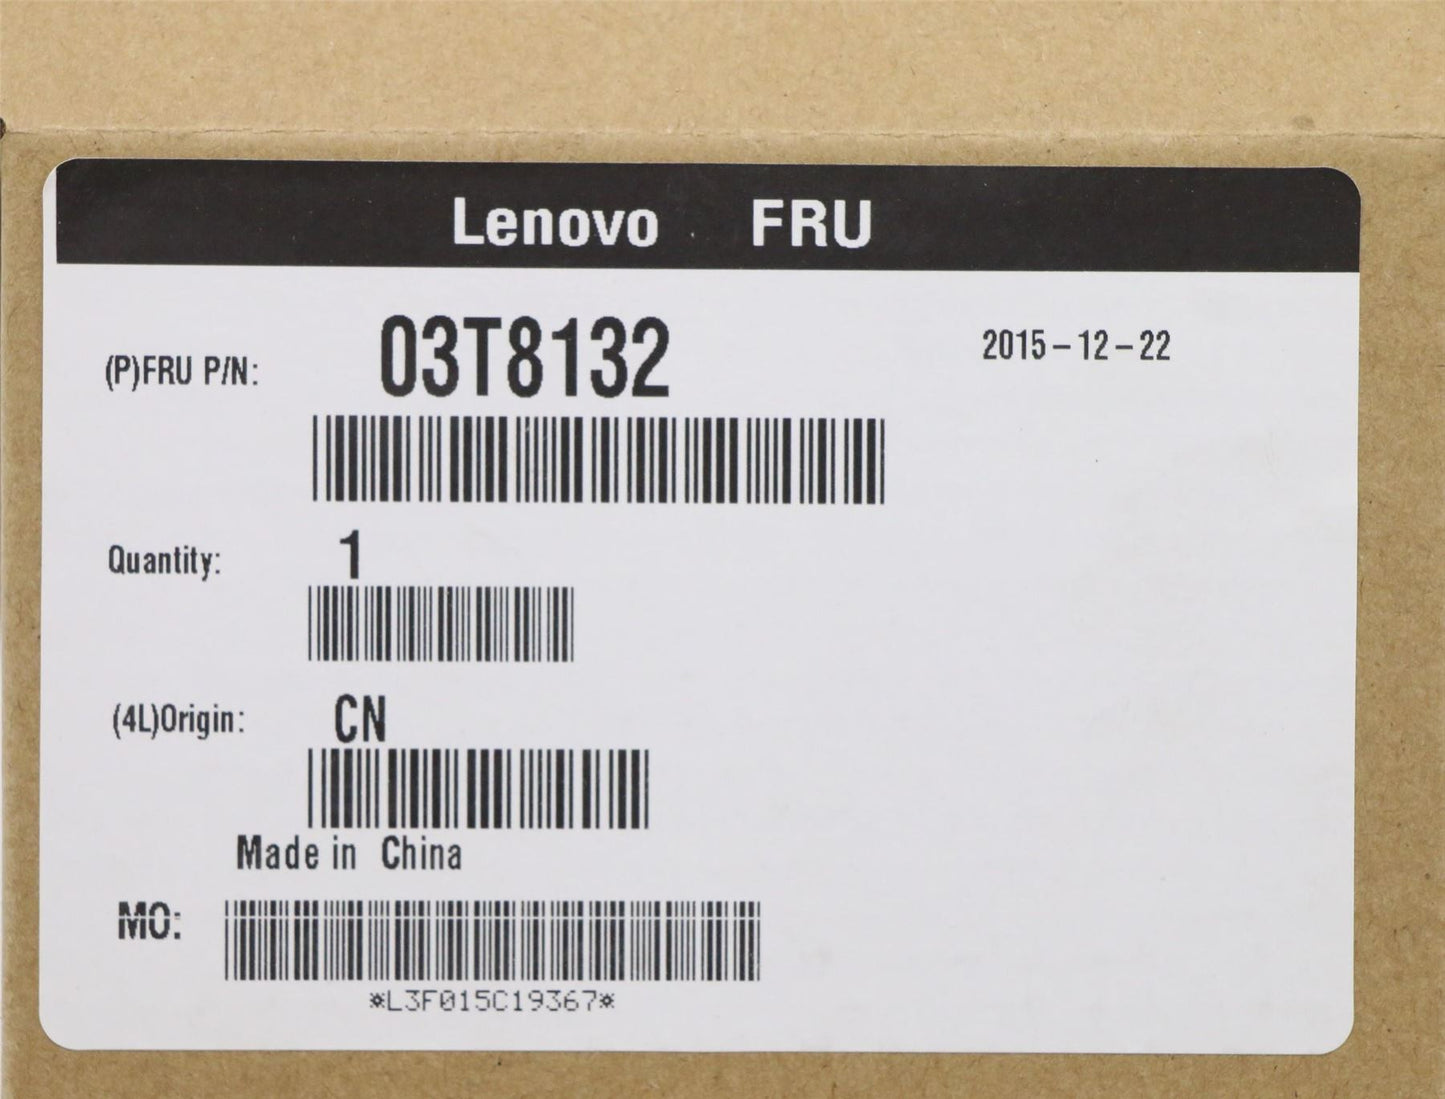 Lenovo FRU
(P)FRU P/N: 03T8132 2015-12-22
Quantity: 1
(4L)Origin: CN
Made in China
MO:
*L3F015C19367*